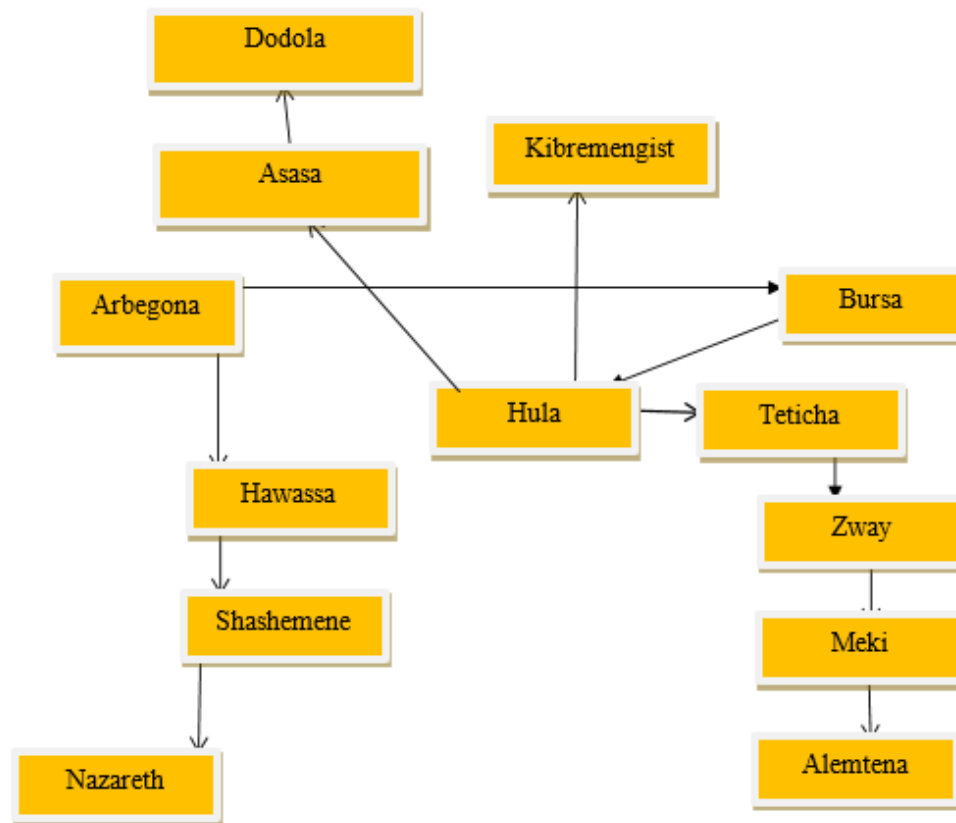 Dodola
Kibremengist
Asasa
Arbegona
Bursa
Hula
Teticha
Hawassa
Zway
Shashemene
Meki
Nazareth
Alemtena